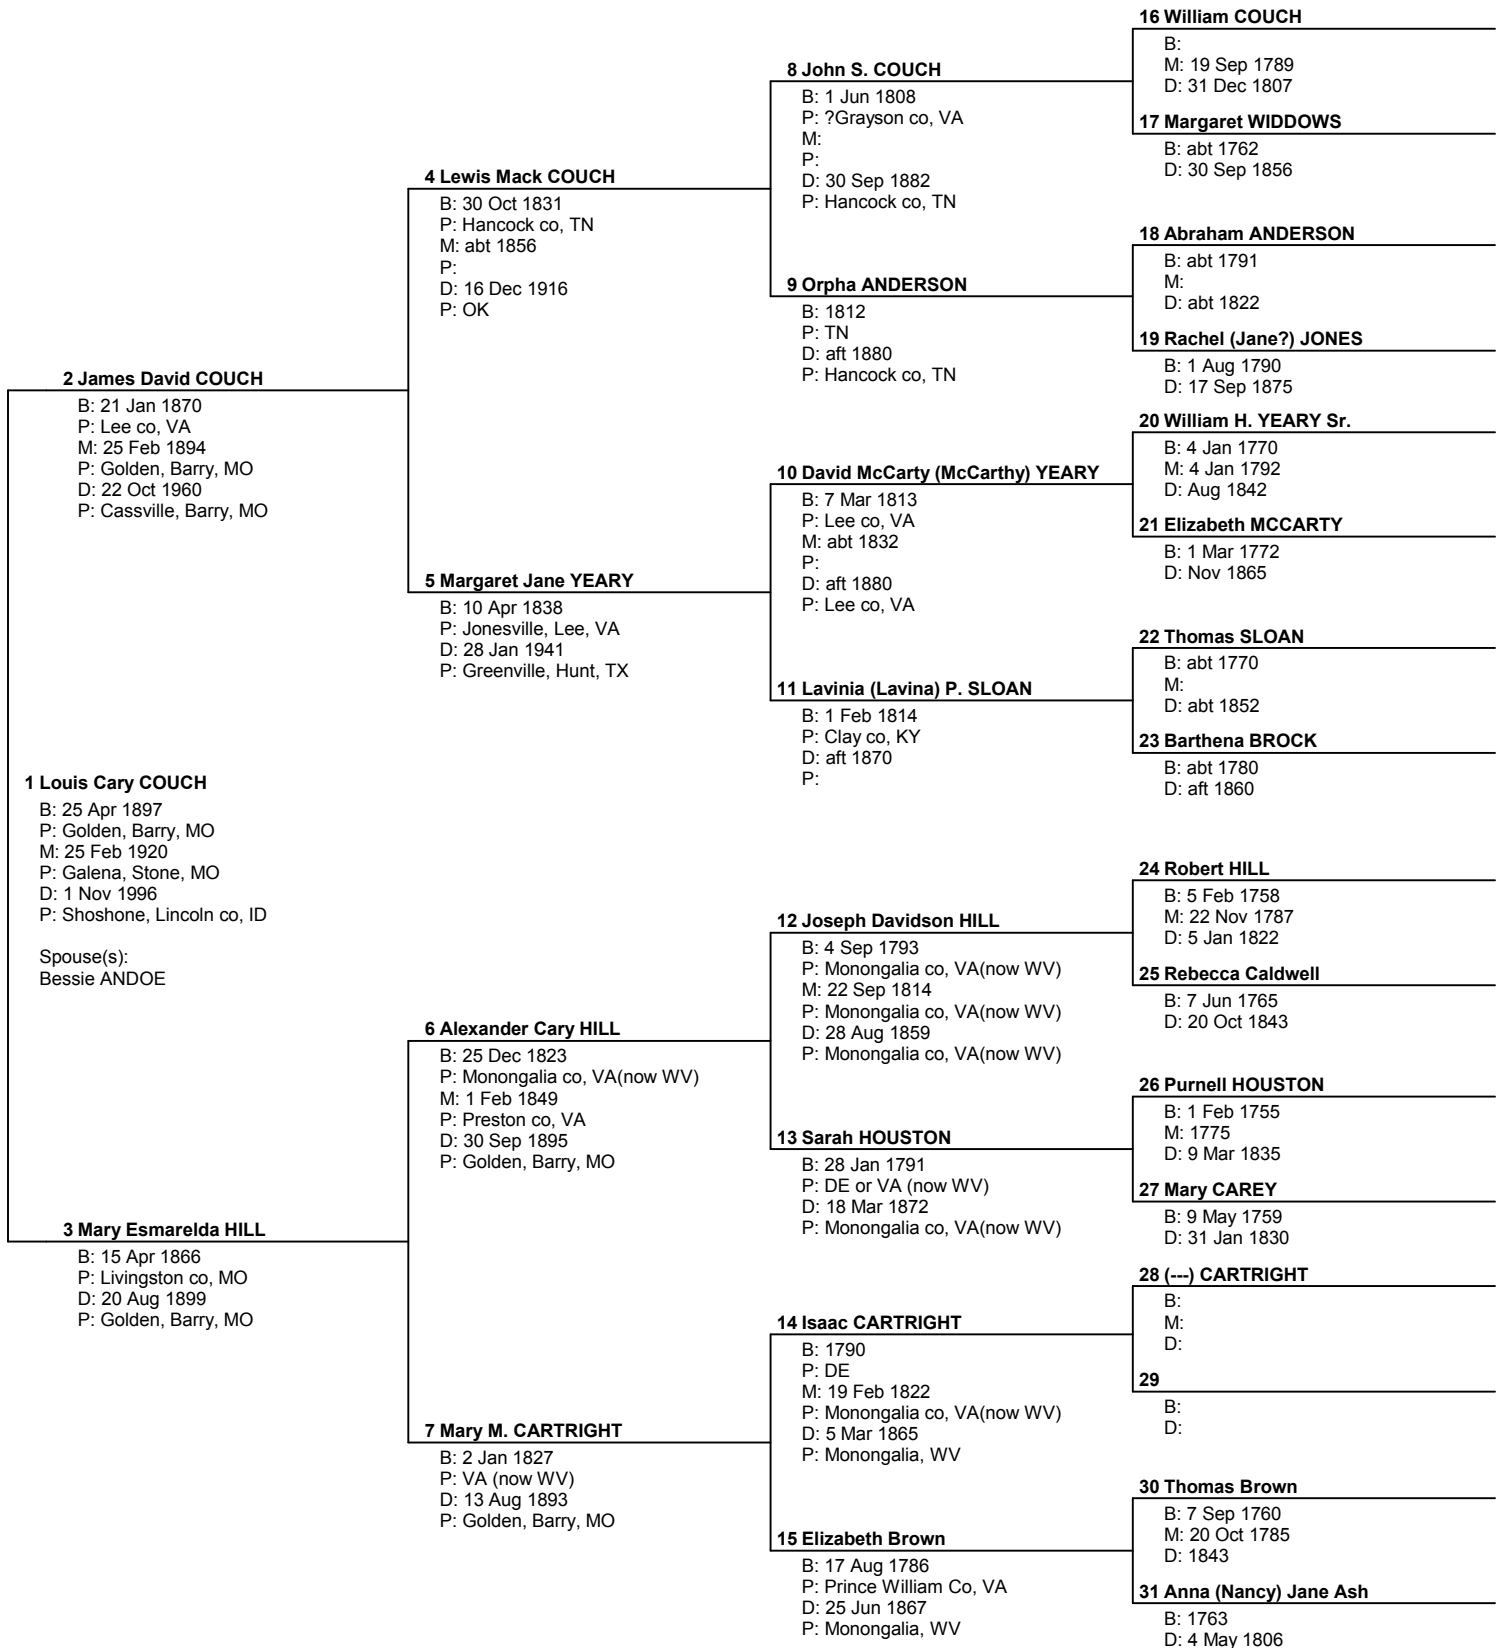 16 William COUCH
B:
M: 19 Sep 1789
D: 31 Dec 1807
8 John S. COUCH
B: 1 Jun 1808
P: ?Grayson co, VA
M:
P:
D: 30 Sep 1882
P: Hancock co, TN
17 Margaret WIDDOWS
B: abt 1762
D: 30 Sep 1856
4 Lewis Mack COUCH
B: 30 Oct 1831
P: Hancock co, TN
M: abt 1856
P:
D: 16 Dec 1916
P: OK
18 Abraham ANDERSON
B: abt 1791
M:
D: abt 1822
9 Orpha ANDERSON
B: 1812
P: TN
D: aft 1880
P: Hancock co, TN
19 Rachel (Jane?) JONES
B: 1 Aug 1790
D: 17 Sep 1875
2 James David COUCH
B: 21 Jan 1870
P: Lee co, VA
M: 25 Feb 1894
P: Golden, Barry, MO
D: 22 Oct 1960
P: Cassville, Barry, MO
20 William H. YEARY Sr.
B: 4 Jan 1770
M: 4 Jan 1792
D: Aug 1842
10 David McCarty (McCarthy) YEARY
B: 7 Mar 1813
P: Lee co, VA
M: abt 1832
P:
D: aft 1880
P: Lee co, VA
21 Elizabeth MCCARTY
B: 1 Mar 1772
D: Nov 1865
5 Margaret Jane YEARY
B: 10 Apr 1838
P: Jonesville, Lee, VA
D: 28 Jan 1941
P: Greenville, Hunt, TX
22 Thomas SLOAN
B: abt 1770
M:
D: abt 1852
11 Lavinia (Lavina) P. SLOAN
B: 1 Feb 1814
P: Clay co, KY
D: aft 1870
P:
23 Barthena BROCK
B: abt 1780
D: aft 1860
1 Louis Cary COUCH
B: 25 Apr 1897
P: Golden, Barry, MO
M: 25 Feb 1920
P: Galena, Stone, MO
D: 1 Nov 1996
P: Shoshone, Lincoln co, ID
Spouse(s):
Bessie ANDOE
24 Robert HILL
B: 5 Feb 1758
M: 22 Nov 1787
D: 5 Jan 1822
12 Joseph Davidson HILL
B: 4 Sep 1793
P: Monongalia co, VA(now WV)
M: 22 Sep 1814
P: Monongalia co, VA(now WV)
D: 28 Aug 1859
P: Monongalia co, VA(now WV)
25 Rebecca Caldwell
B: 7 Jun 1765
D: 20 Oct 1843
6 Alexander Cary HILL
B: 25 Dec 1823
P: Monongalia co, VA(now WV)
M: 1 Feb 1849
P: Preston co, VA
D: 30 Sep 1895
P: Golden, Barry, MO
26 Purnell HOUSTON
B: 1 Feb 1755
M: 1775
D: 9 Mar 1835
13 Sarah HOUSTON
B: 28 Jan 1791
P: DE or VA (now WV)
D: 18 Mar 1872
P: Monongalia co, VA(now WV)
27 Mary CAREY
B: 9 May 1759
D: 31 Jan 1830
3 Mary Esmarelda HILL
B: 15 Apr 1866
P: Livingston co, MO
D: 20 Aug 1899
P: Golden, Barry, MO
28 (---) CARTRIGHT
B:
M:
D:
14 Isaac CARTRIGHT
B: 1790
P: DE
M: 19 Feb 1822
P: Monongalia co, VA(now WV)
D: 5 Mar 1865
P: Monongalia, WV
29
B:
D:
7 Mary M. CARTRIGHT
B: 2 Jan 1827
P: VA (now WV)
D: 13 Aug 1893
P: Golden, Barry, MO
30 Thomas Brown
B: 7 Sep 1760
M: 20 Oct 1785
D: 1843
15 Elizabeth Brown
B: 17 Aug 1786
P: Prince William Co, VA
D: 25 Jun 1867
P: Monongalia, WV
31 Anna (Nancy) Jane Ash
B: 1763
D: 4 May 1806